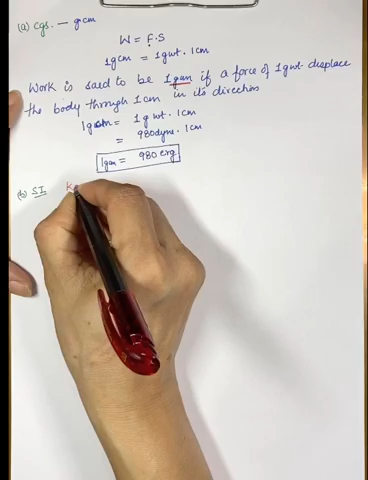 (a) cgs. — g cm
W = F.S
1gcm = 1gwt . 1cm
Work is said to be 1gcm if a force of 1gwt displace
the body through 1cm in its direction
1gcm = 1g wt . 1cm
= 980dyne . 1cm
1gcm = 980 erg
(b) SI K